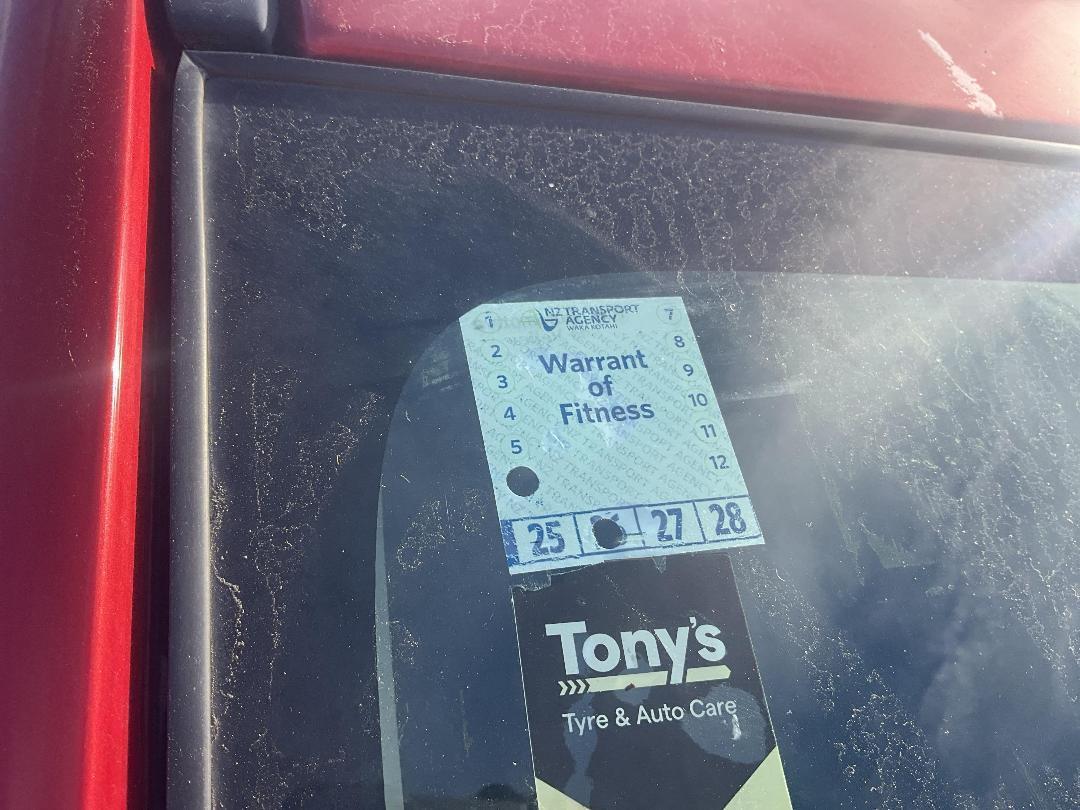 NZ TRANSPORT
AGENCY
WAKA KOTAHI
1
2
3
4
5
7
8
9
10
11
12
Warrant
of
Fitness
25 27 28
Tony's
Tyre & Auto Care